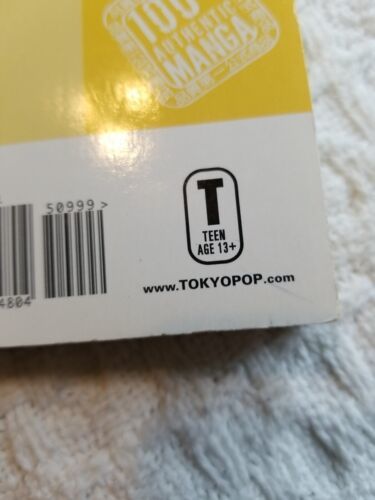 100
AUTHENTIC
MANGA
50999>
4804
T
TEEN
AGE 13+
www.TOKYOPOP.com